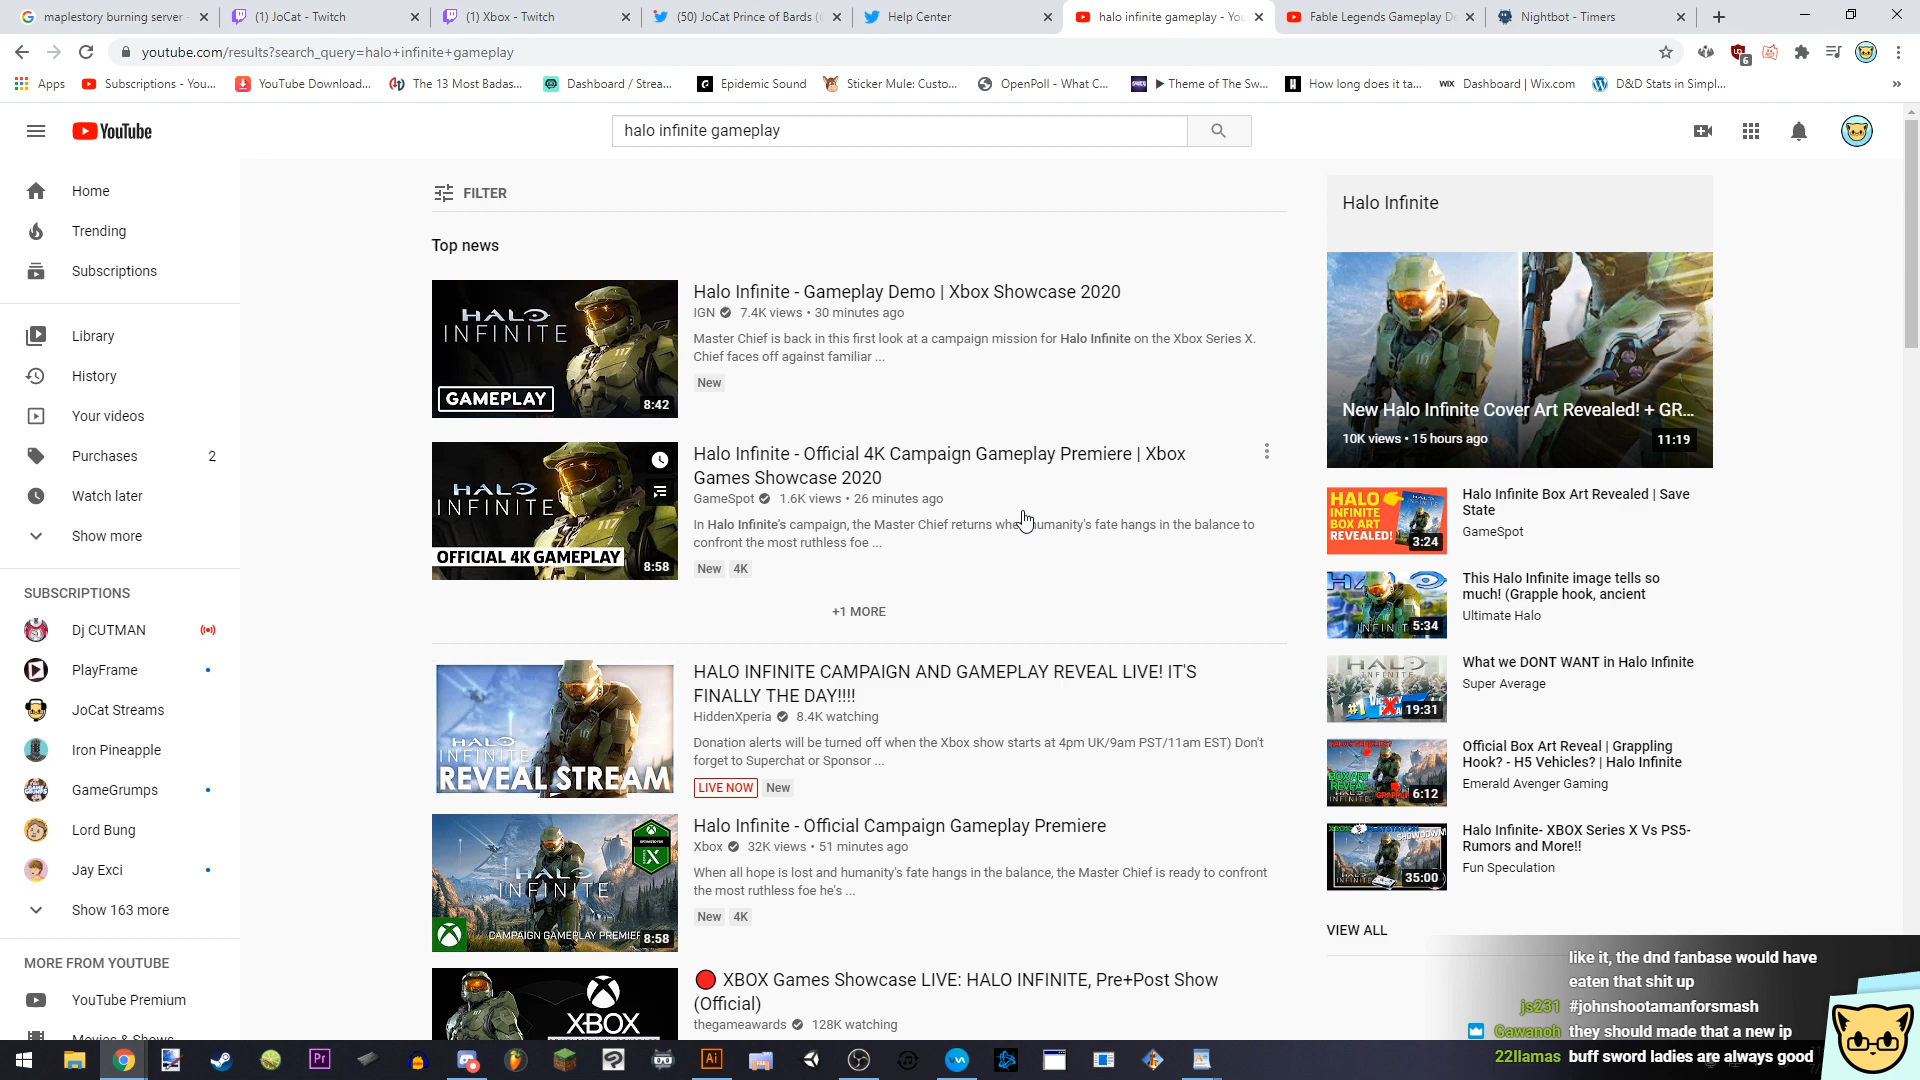 maplestory burning server
(1) JoCat - Twitch
(1) Xbox - Twitch
(50) JoCat Prince of Bards (
Help Center
halo infinite gameplay - You
Fable Legends Gameplay De
Nightbot - Timers
youtube.com/results?search_query=halo+infinite+gameplay
6
Apps
Subscriptions - You...
YouTube Download...
The 13 Most Badas...
Dashboard / Strea...
Epidemic Sound
Sticker Mule: Custo...
OpenPoll - What C...
▶ Theme of The Sw...
How long does it ta...
WIX Dashboard | Wix.com
D&D Stats in Simpl...
YouTube
halo infinite gameplay
Home
Trending
Subscriptions
Library
History
Your videos
Purchases 2
Watch later
Show more
SUBSCRIPTIONS
Dj CUTMAN
PlayFrame
JoCat Streams
Iron Pineapple
GameGrumps
Lord Bung
Jay Exci
Show 163 more
MORE FROM YOUTUBE
YouTube Premium
Movies & Shows
FILTER
Top news
HALO
INFINITE
117
GAMEPLAY
8:42
Halo Infinite - Gameplay Demo | Xbox Showcase 2020
IGN 7.4K views • 30 minutes ago
Master Chief is back in this first look at a campaign mission for Halo Infinite on the Xbox Series X.
Chief faces off against familiar ...
New
HALO
INFINITE
117
OFFICIAL 4K GAMEPLAY
8:58
Halo Infinite - Official 4K Campaign Gameplay Premiere | Xbox
Games Showcase 2020
GameSpot 1.6K views • 26 minutes ago
In Halo Infinite's campaign, the Master Chief returns when humanity's fate hangs in the balance to
confront the most ruthless foe ...
New 4K
+1 MORE
HALO
INFINITE
REVEAL STREAM
HALO INFINITE CAMPAIGN AND GAMEPLAY REVEAL LIVE! IT'S
FINALLY THE DAY!!!!
HiddenXperia 8.4K watching
Donation alerts will be turned off when the Xbox show starts at 4pm UK/9am PST/11am EST) Don't
forget to Superchat or Sponsor ...
LIVE NOW New
HALO
INFINITE
CAMPAIGN GAMEPLAY PREMIER
8:58
Halo Infinite - Official Campaign Gameplay Premiere
Xbox 32K views • 51 minutes ago
When all hope is lost and humanity's fate hangs in the balance, the Master Chief is ready to confront
the most ruthless foe he's ...
New 4K
XBOX
XBOX Games Showcase LIVE: HALO INFINITE, Pre+Post Show
(Official)
thegameawards 128K watching
Halo Infinite
New Halo Infinite Cover Art Revealed! + GR...
10K views • 15 hours ago
11:19
HALO
INFINITE
BOX ART
REVEALED!
3:24
Halo Infinite Box Art Revealed | Save
State
GameSpot
5:34
This Halo Infinite image tells so
much! (Grapple hook, ancient
Ultimate Halo
HALO
INFINITE
#1
19:31
What we DONT WANT in Halo Infinite
Super Average
BOX ART
REVEAL
6:12
Official Box Art Reveal | Grappling
Hook? - H5 Vehicles? | Halo Infinite
Emerald Avenger Gaming
SHOWDOWN
35:00
Halo Infinite- XBOX Series X Vs PS5-
Rumors and More!!
Fun Speculation
VIEW ALL
like it, the dnd fanbase would have
eaten that shit up
js231 #johnshootamanforsmash
Gawanoh they should made that a new ip
22llamas buff sword ladies are always good
Pr
Ai